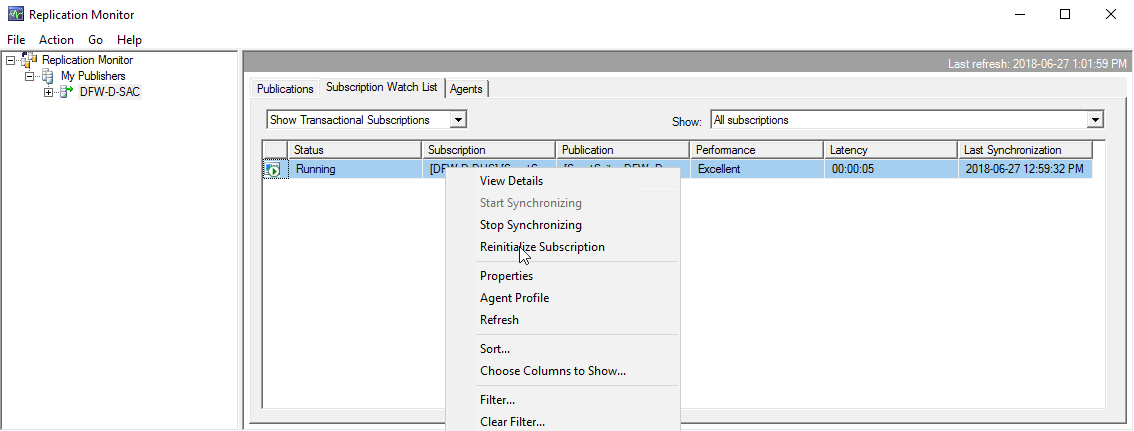 Replication Monitor
File Action Go Help
Replication Monitor
My Publishers
DFW-D-SAC
Last refresh: 2018-06-27 1:01:59 PM
Publications Subscription Watch List Agents
Show Transactional Subscriptions Show: All subscriptions
Status Subscription Publication Performance Latency Last Synchronization
Running Excellent 00:00:05 2018-06-27 12:59:32 PM
View Details
Start Synchronizing
Stop Synchronizing
Reinitialize Subscription
Properties
Agent Profile
Refresh
Sort...
Choose Columns to Show...
Filter...
Clear Filter...